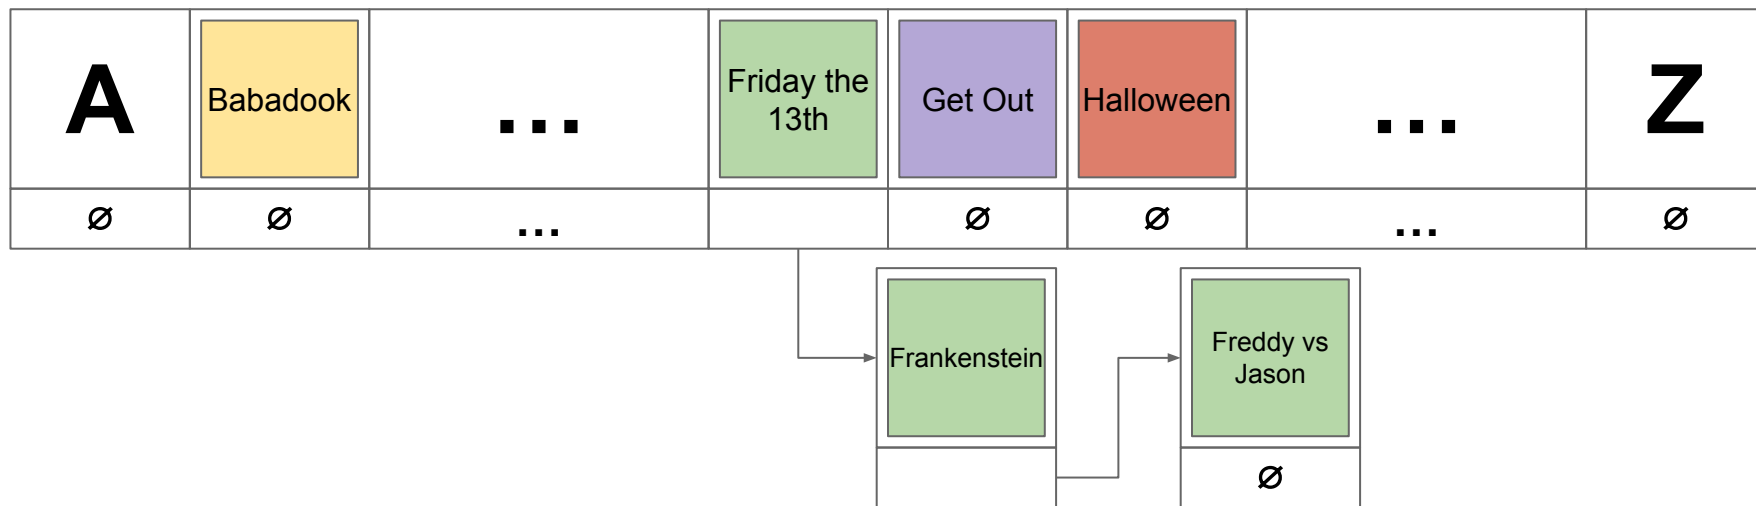 A
Babadook
...
Friday the
13th
Get Out
Halloween
...
Z
∅
∅
...
∅
∅
...
∅
Frankenstein
Freddy vs
Jason
∅